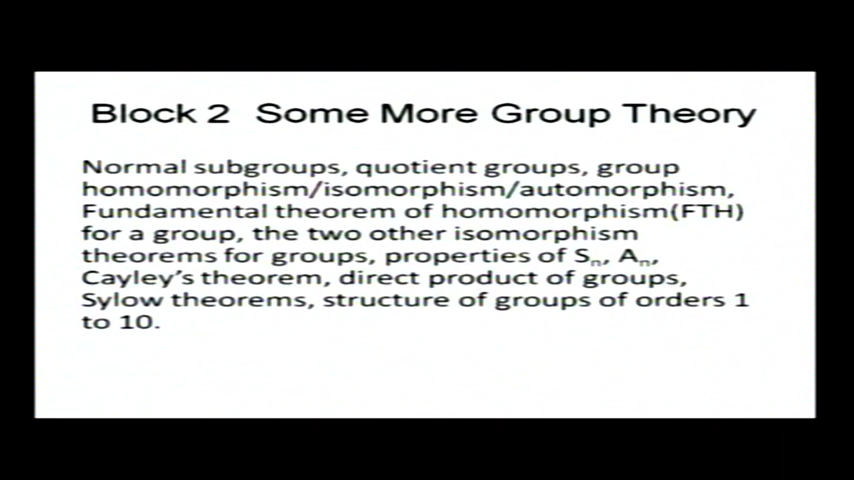 Block 2 Some More Group Theory
Normal subgroups, quotient groups, group
homomorphism/isomorphism/automorphism,
Fundamental theorem of homomorphism(FTH)
for a group, the two other isomorphism
theorems for groups, properties of Sₙ, Aₙ,
Cayley's theorem, direct product of groups,
Sylow theorems, structure of groups of orders 1
to 10.